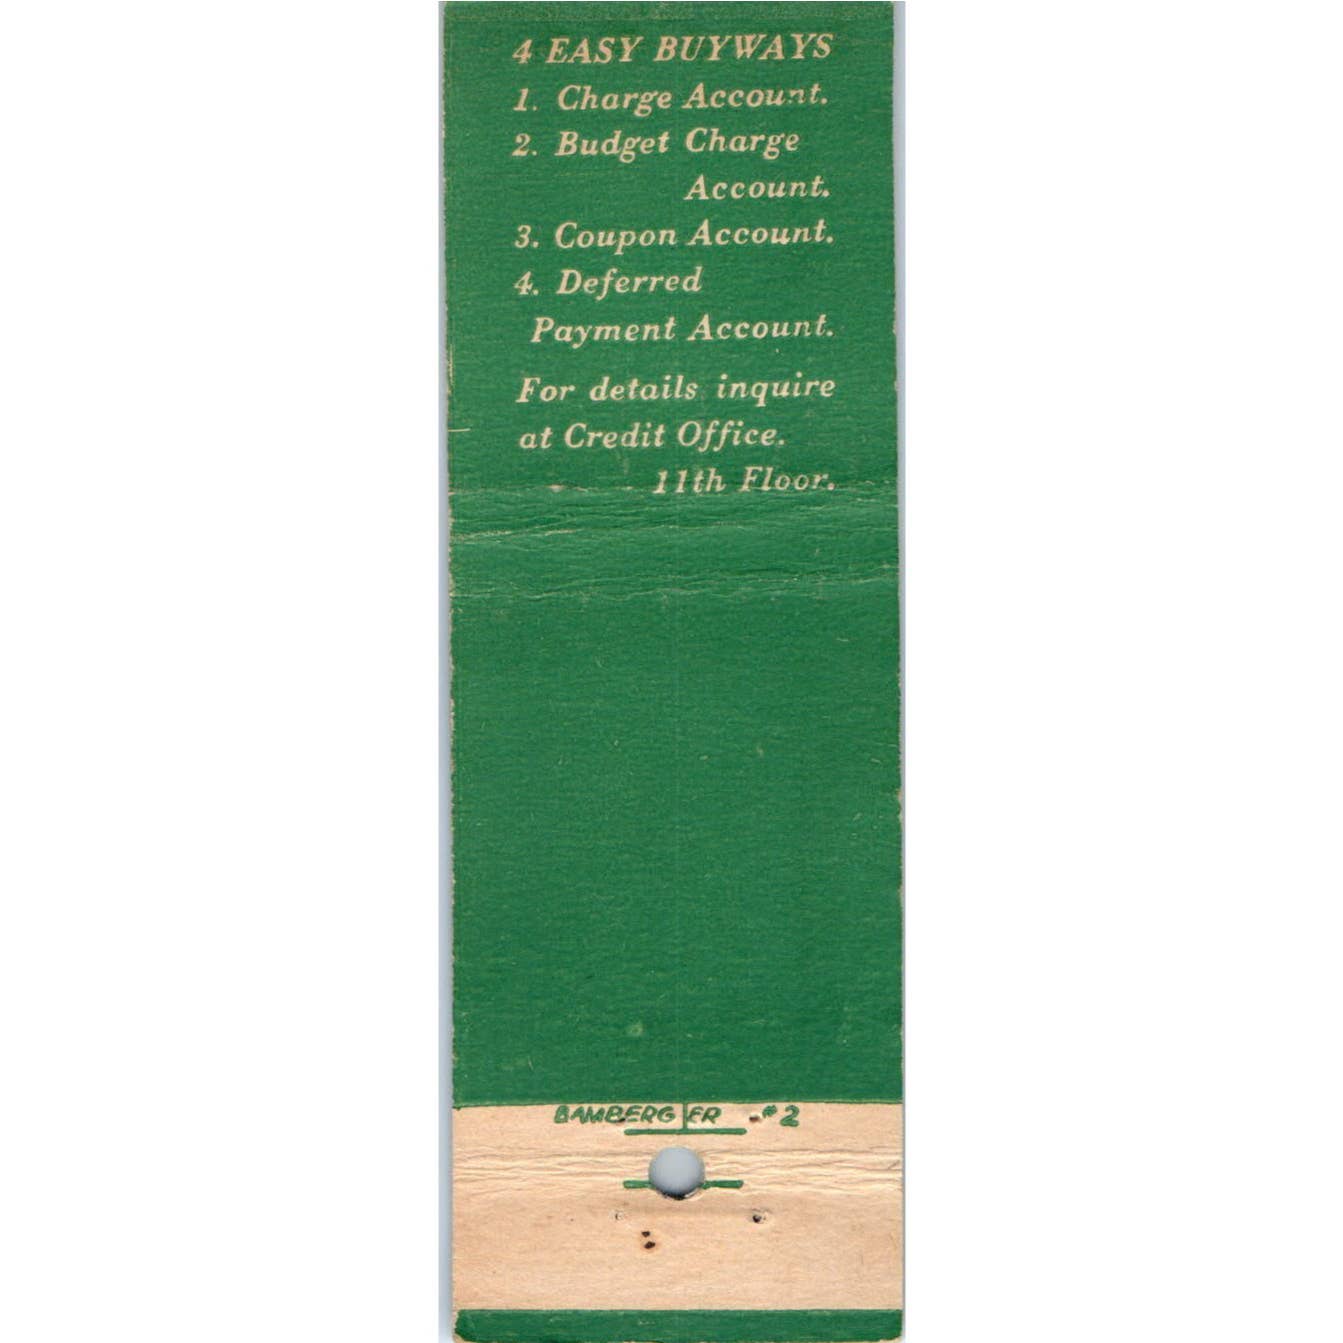 4 EASY BUYWAYS
1. Charge Account.
2. Budget Charge
Account.
3. Coupon Account.
4. Deferred
Payment Account.
For details inquire
at Credit Office.
11th Floor.
BAMBERGER #2